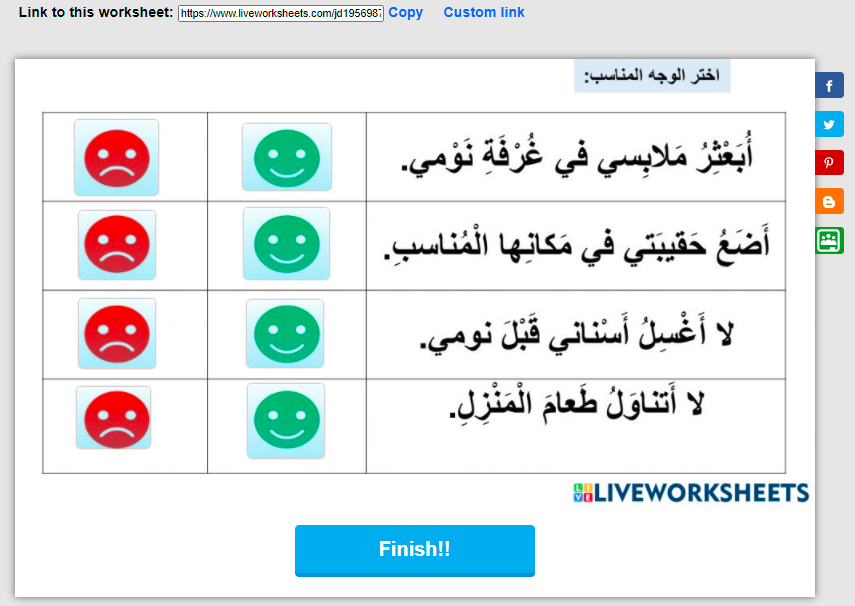 Link to this worksheet: https://www.liveworksheets.com/jd195698 Copy Custom link
اختر الوجه المناسب:
أُبَعْثِرُ مَلابِسي في غُرْفَةِ نَوْمي.
أَضَعُ حَقيبَتي في مَكانِها الْمُناسبِ.
لا أَغْسِلُ أَسْناني قَبْلَ نومي.
لا أَتناوَلُ طَعامَ الْمَنْزِلِ.
LIVEWORKSHEETS
Finish!!